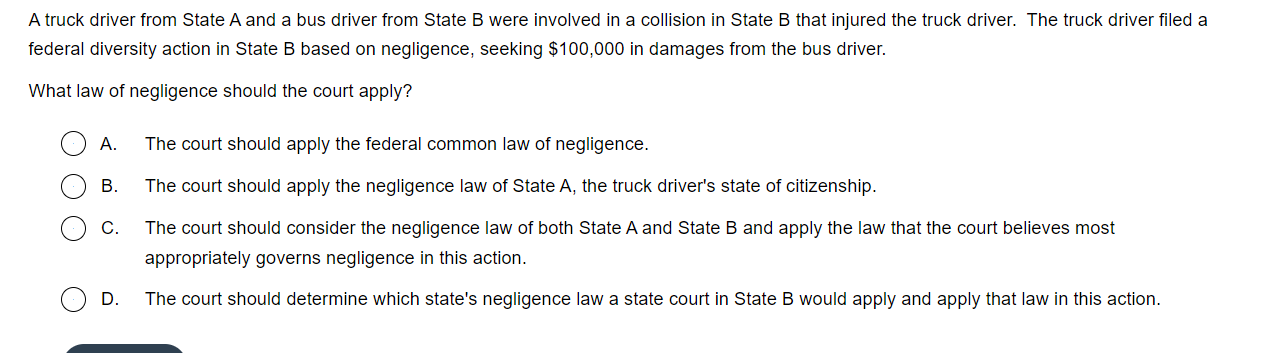 A truck driver from State A and a bus driver from State B were involved in a collision in State B that injured the truck driver.  The truck driver filed a
federal diversity action in State B based on negligence, seeking $100,000 in damages from the bus driver.
What law of negligence should the court apply?
A. The court should apply the federal common law of negligence.
B. The court should apply the negligence law of State A, the truck driver's state of citizenship.
C. The court should consider the negligence law of both State A and State B and apply the law that the court believes most
appropriately governs negligence in this action.
D. The court should determine which state's negligence law a state court in State B would apply and apply that law in this action.